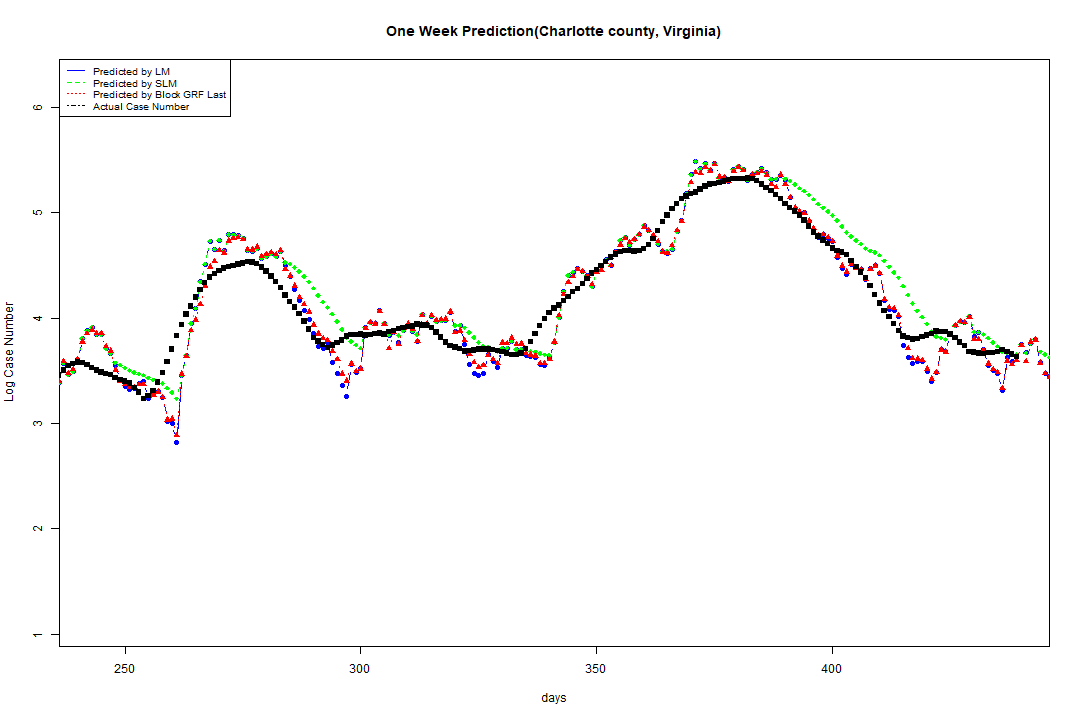 One Week Prediction(Charlotte county, Virginia)
Predicted by LM
Predicted by SLM
Predicted by Block GRF Last
Actual Case Number
6
5
4
3
2
1
Log Case Number
250 300 350 400
days